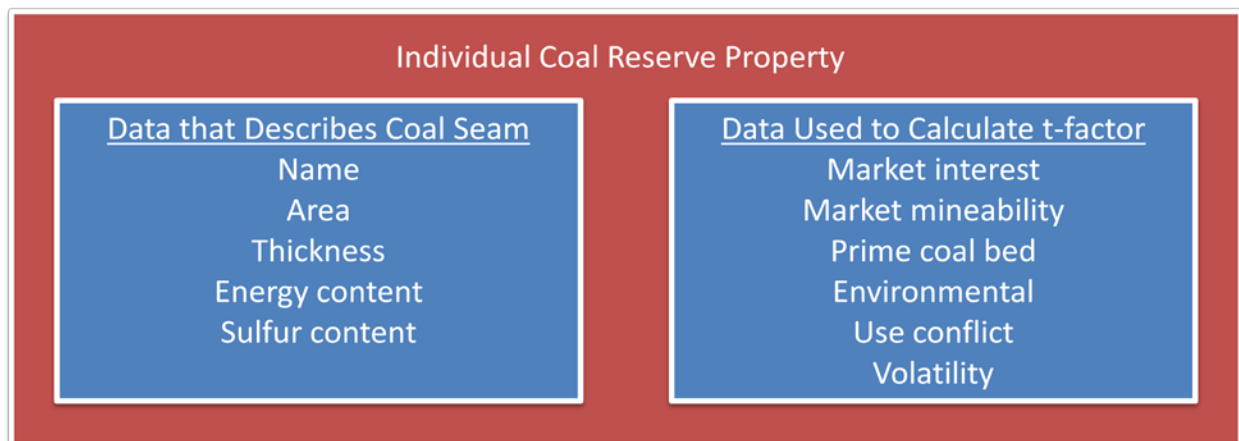 Individual Coal Reserve Property
Data that Describes Coal Seam
Name
Area
Thickness
Energy content
Sulfur content
Data Used to Calculate t-factor
Market interest
Market mineability
Prime coal bed
Environmental
Use conflict
Volatility